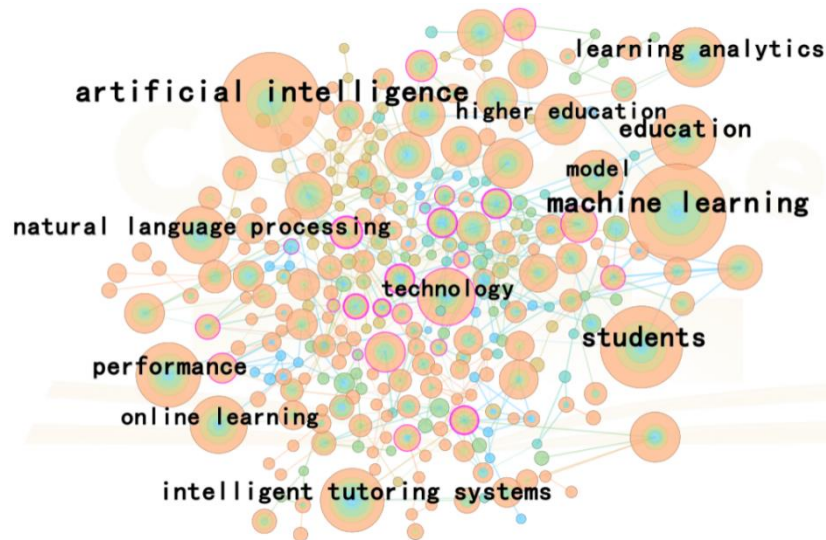 learning analytics
artificial intelligence
higher education
education
model
machine learning
natural language processing
technology
students
performance
online learning
intelligent tutoring systems